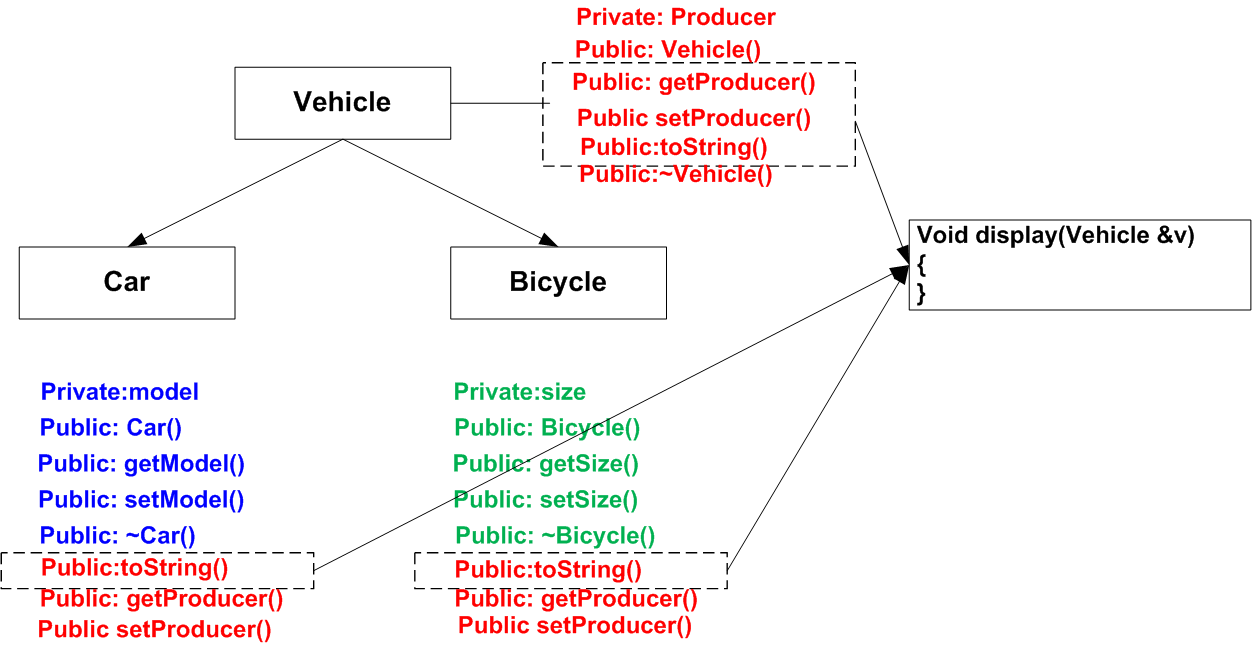 Private: Producer
Public: Vehicle()
Public: getProducer()
Public setProducer()
Public:toString()
Public:~Vehicle()
Vehicle
Void display(Vehicle &v)
{
}
Car
Bicycle
Private:model
Public: Car()
Public: getModel()
Public: setModel()
Public: ~Car()
Public:toString()
Public: getProducer()
Public setProducer()
Private:size
Public: Bicycle()
Public: getSize()
Public: setSize()
Public: ~Bicycle()
Public:toString()
Public: getProducer()
Public setProducer()